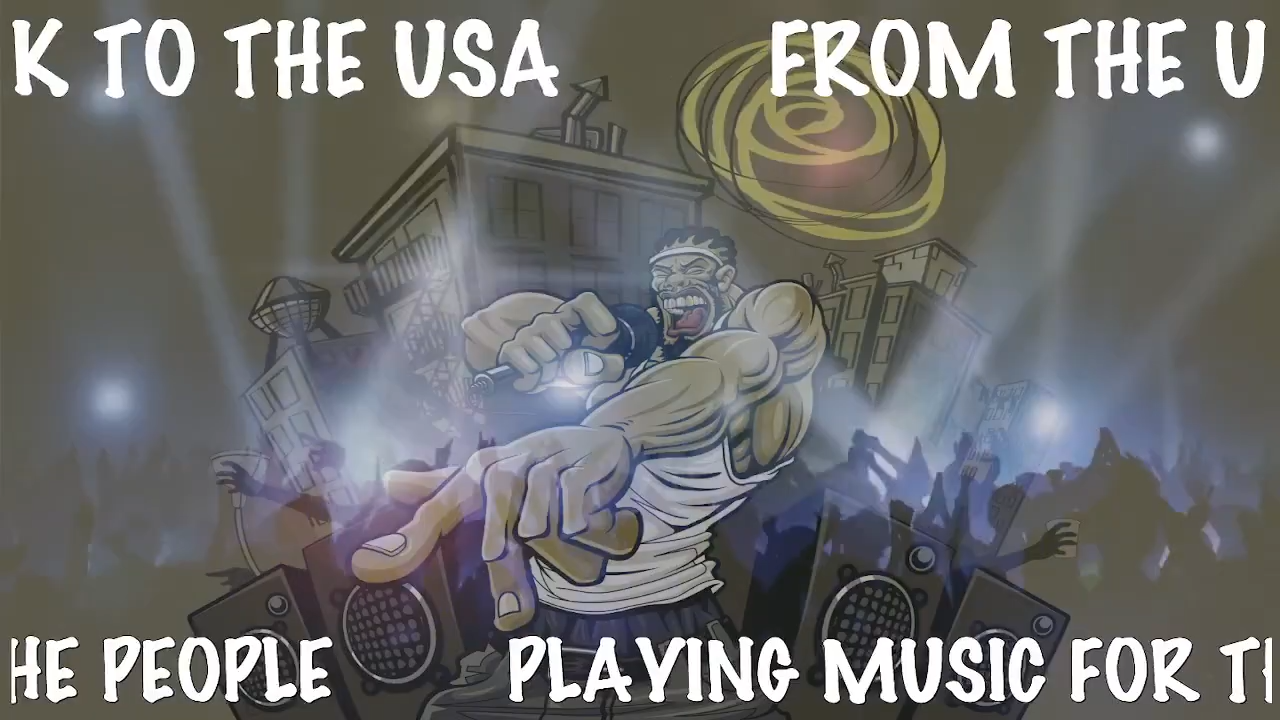 K TO THE USA FROM THE U
HE PEOPLE PLAYING MUSIC FOR T